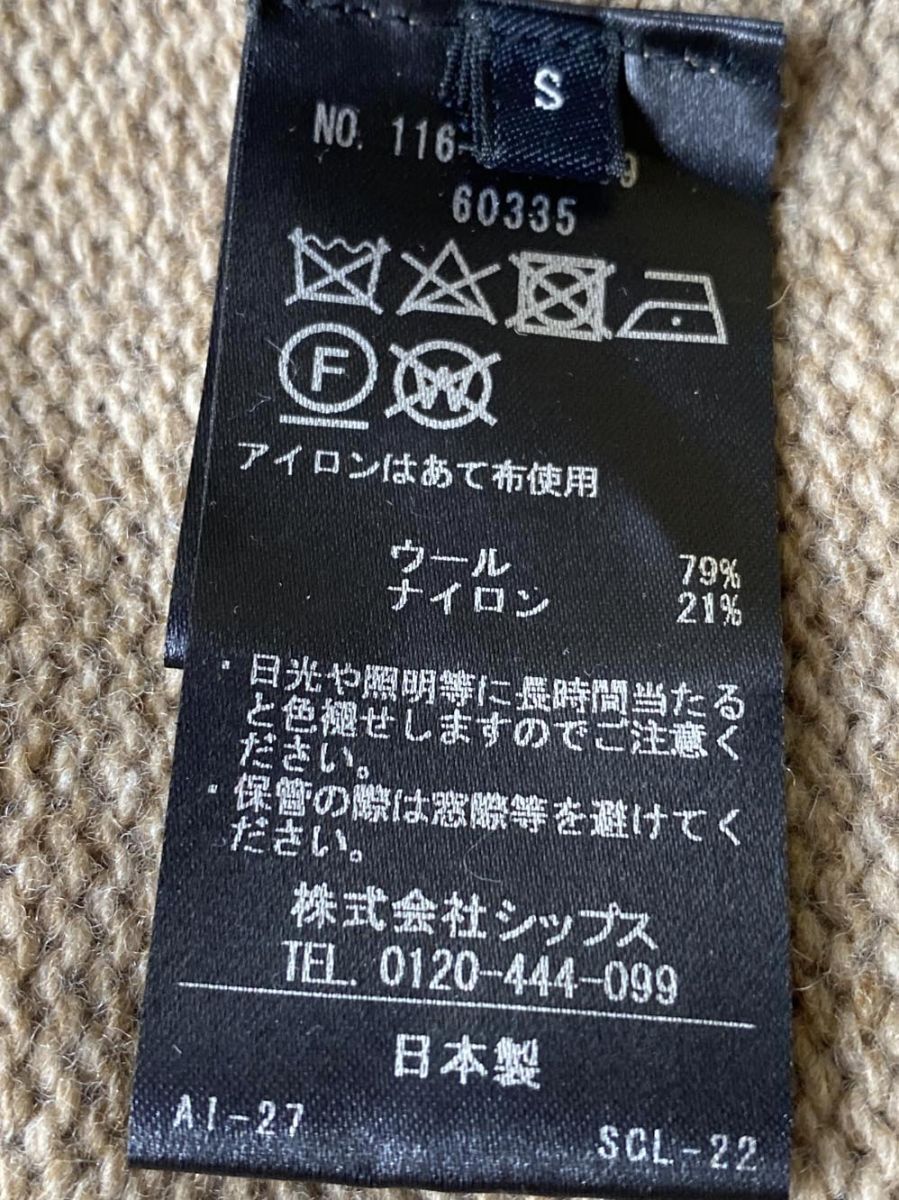 S
NO. 116-
9
60335
F
W
アイロンはあて布使用
ウール 79%
ナイロン 21%
・日光や照明等に長時間当たる
と色褪せしますのでご注意く
ださい。
・保管の際は窓際等を避けてく
ださい。
株式会社シップス
TEL. 0120-444-099
日本製
AI-27 SCL-22